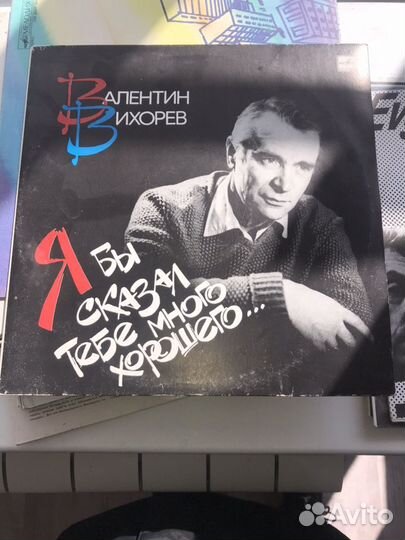 ВАЛЕНТИН
ВИХОРЕВ
Я БЫ
СКАЗАЛ
ТЕБЕ МНОГО
ХОРОШЕГО...
Avito